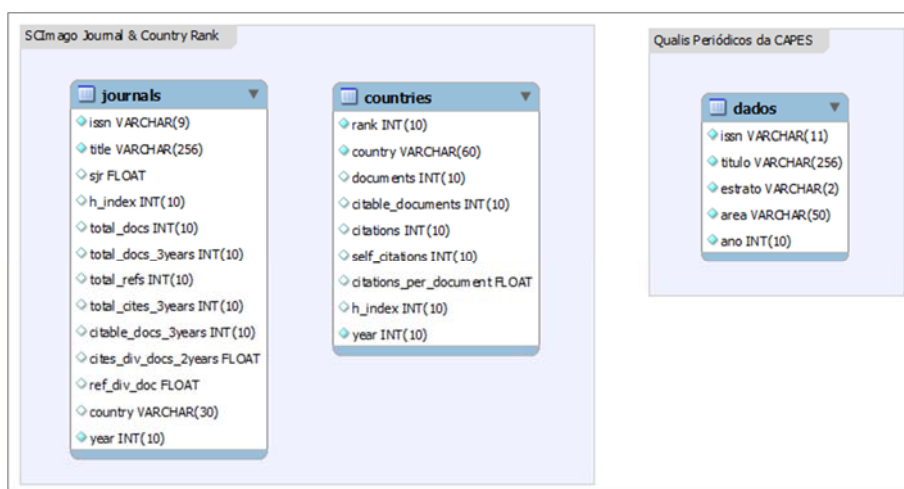 SCImago Journal & Country Rank
journals
issn VARCHAR(9)
title VARCHAR(256)
sjr FLOAT
h_index INT(10)
total_docs INT(10)
total_docs_3years INT(10)
total_refs INT(10)
total_cites_3years INT(10)
citable_docs_3years INT(10)
cites_div_docs_2years FLOAT
ref_div_doc FLOAT
country VARCHAR(30)
year INT(10)
countries
rank INT(10)
country VARCHAR(60)
documents INT(10)
citable_documents INT(10)
citations INT(10)
self_citations INT(10)
citations_per_document FLOAT
h_index INT(10)
year INT(10)
Qualis Periódicos da CAPES
dados
issn VARCHAR(11)
titulo VARCHAR(256)
estrato VARCHAR(2)
area VARCHAR(50)
ano INT(10)